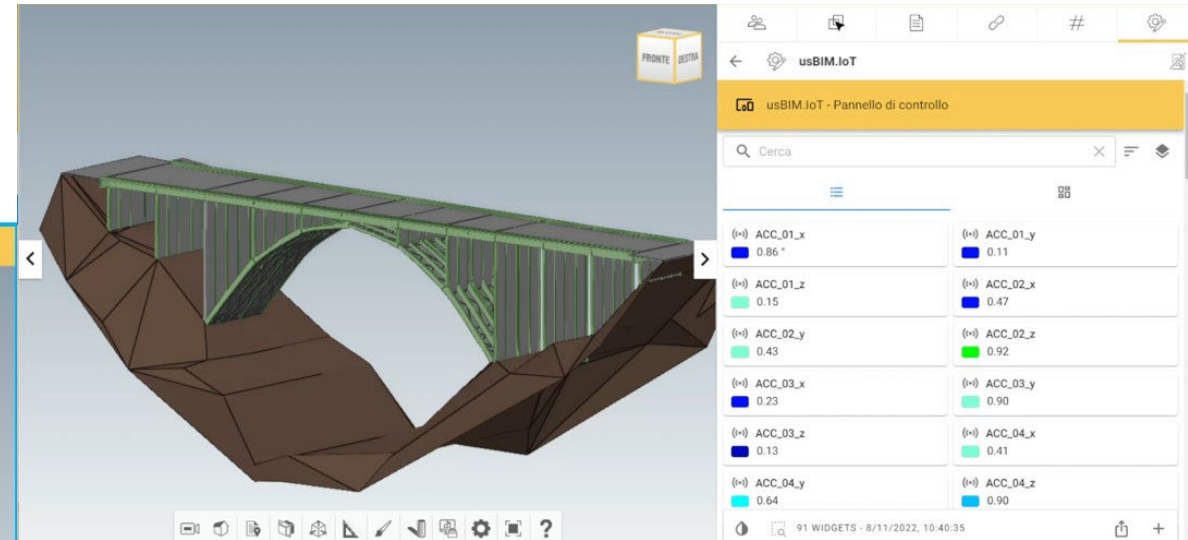 FRONTE
DESTRA
usBIM.IoT
usBIM.IoT - Pannello di controllo
Cerca
ACC_01_x
0.86 °
ACC_01_y
0.11
ACC_01_z
0.15
ACC_02_x
0.47
ACC_02_y
0.43
ACC_02_z
0.92
ACC_03_x
0.23
ACC_03_y
0.90
ACC_03_z
0.13
ACC_04_x
0.41
ACC_04_y
0.64
ACC_04_z
0.90
91 WIDGETS - 8/11/2022, 10:40:35